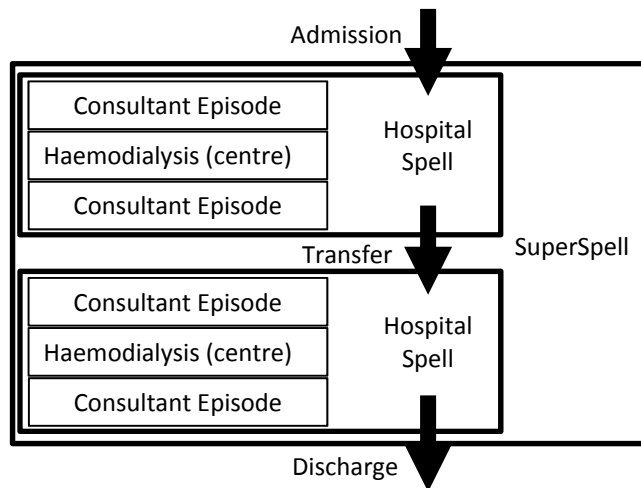 Admission
Consultant Episode
Haemodialysis (centre)
Consultant Episode
Hospital
Spell
Transfer
SuperSpell
Consultant Episode
Haemodialysis (centre)
Consultant Episode
Hospital
Spell
Discharge